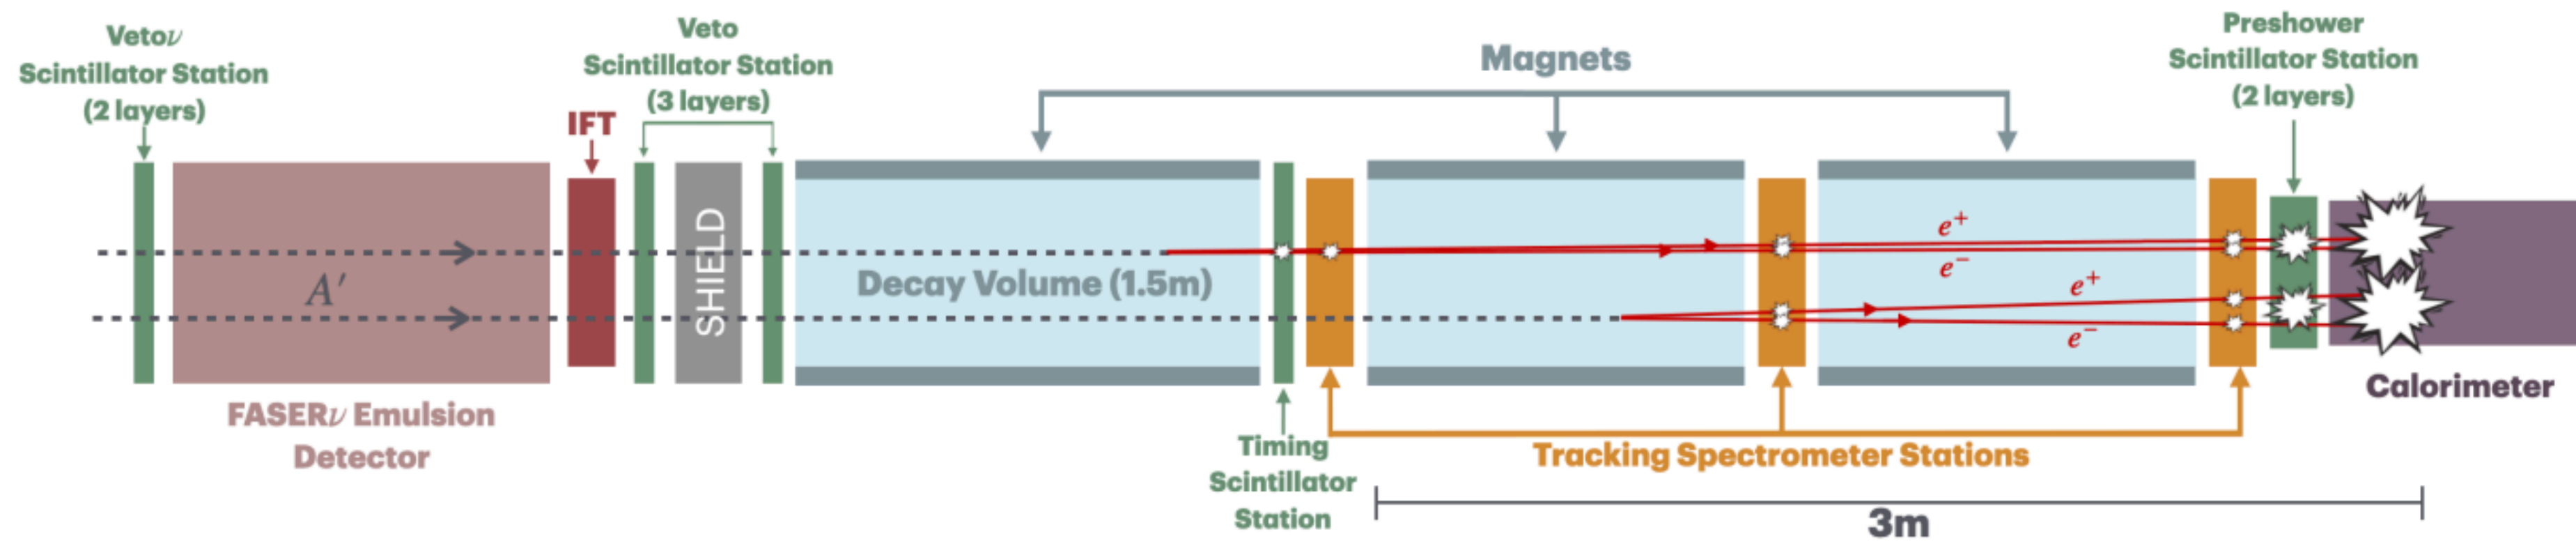 Vetoν
Scintillator Station
(2 layers)
Veto
Scintillator Station
(3 layers)
IFT
Magnets
Preshower
Scintillator Station
(2 layers)
SHIELD
A′
Decay Volume (1.5m)
e⁺
e⁻
e⁺
e⁻
FASERν Emulsion
Detector
Timing
Scintillator
Station
Tracking Spectrometer Stations
Calorimeter
3m